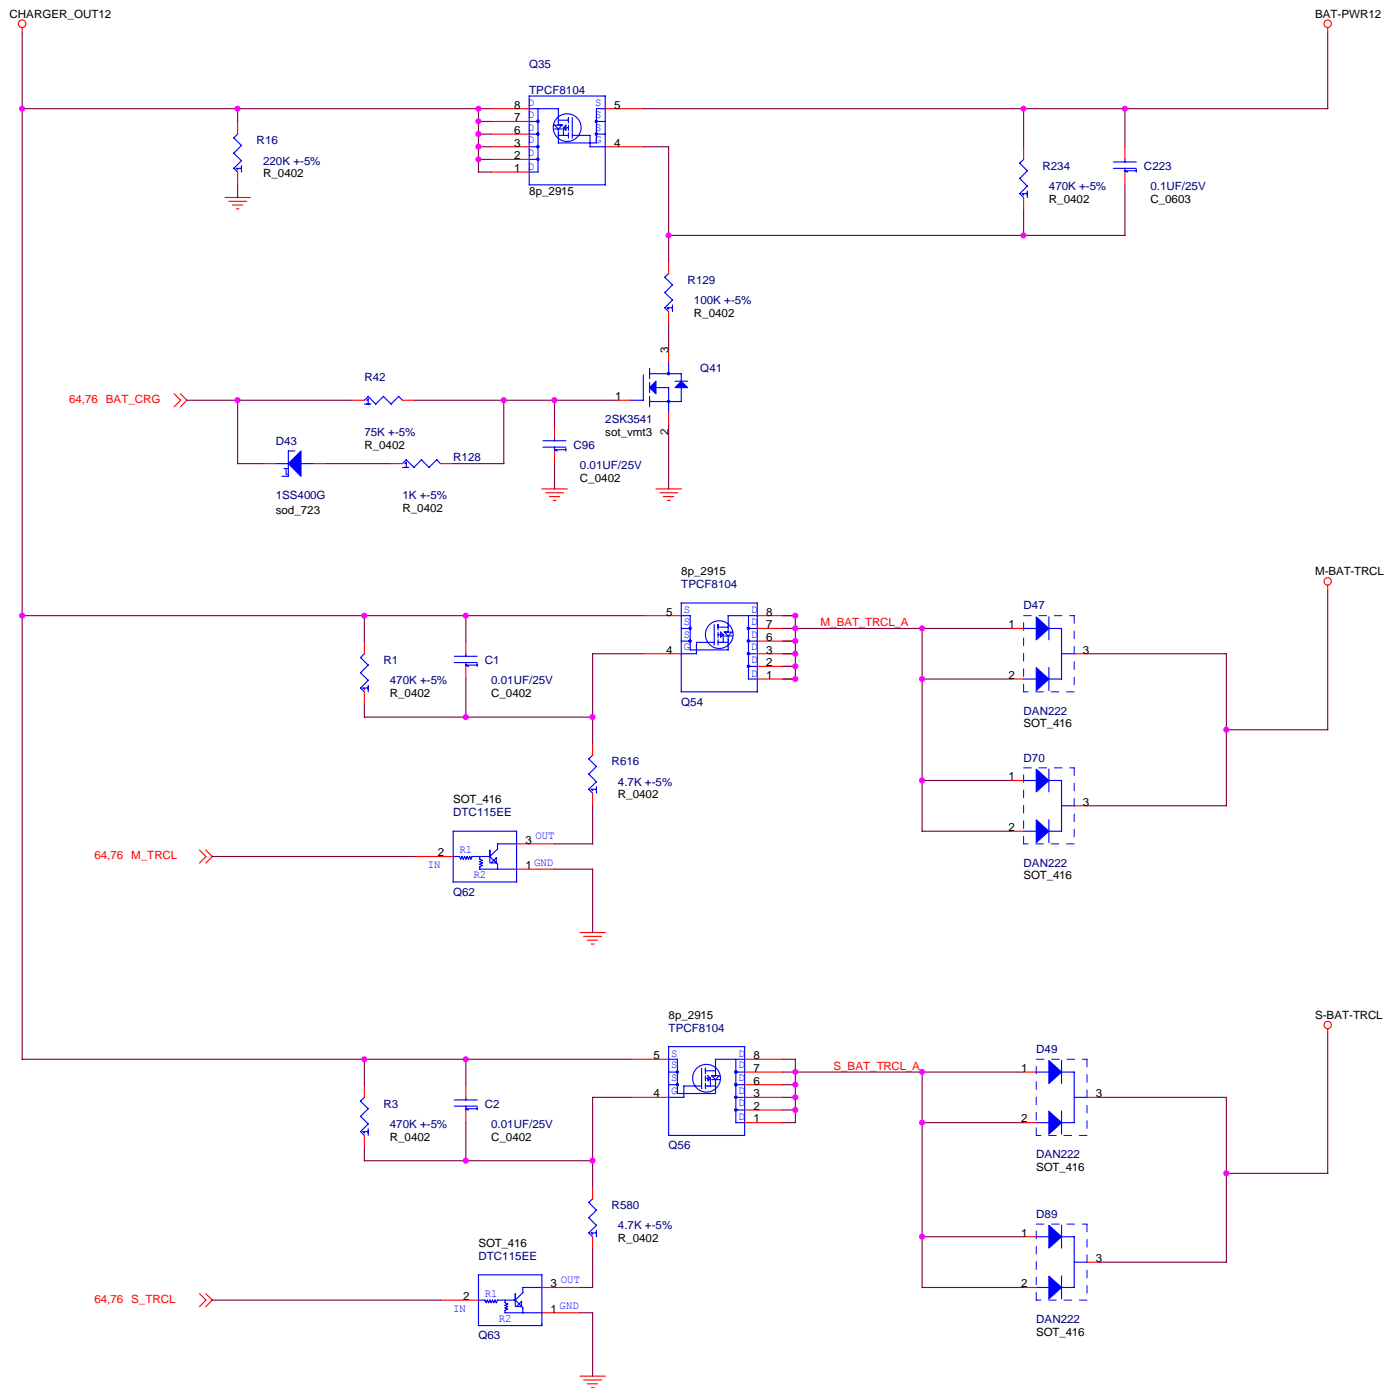 CHARGER_OUT12
BAT-PWR12
Q35
TPCF8104
8 D
7 D
6 D
3 D
2 D
1 D
S 5
S
S
G 4
8p_2915
R16
220K +-5%
R_0402
R234
470K +-5%
R_0402
C223
0.1UF/25V
C_0603
R129
100K +-5%
R_0402
3
Q41
1
2SK3541
sot_vmt3
2
64,76 BAT_CRG
R42
1
75K +-5%
R_0402
D43
1SS400G
sod_723
R128
1K +-5%
R_0402
C96
0.01UF/25V
C_0402
8p_2915
TPCF8104
5 S
S
S
4 G
D 8
D 7
D 6
D 3
D 2
D 1
Q54
M_BAT_TRCL_A
M-BAT-TRCL
D47
1
2
3
DAN222
SOT_416
D70
1
2
3
DAN222
SOT_416
R1
470K +-5%
R_0402
C1
0.01UF/25V
C_0402
R616
4.7K +-5%
R_0402
SOT_416
DTC115EE
3 OUT
2
IN
R1
R2
1 GND
Q62
64,76 M_TRCL
8p_2915
TPCF8104
5 S
S
S
4 G
D 8
D 7
D 6
D 3
D 2
D 1
Q56
S_BAT_TRCL_A
S-BAT-TRCL
D49
1
2
3
DAN222
SOT_416
D89
1
2
3
DAN222
SOT_416
R3
470K +-5%
R_0402
C2
0.01UF/25V
C_0402
R580
4.7K +-5%
R_0402
SOT_416
DTC115EE
3 OUT
2
IN
R1
R2
1 GND
Q63
64,76 S_TRCL